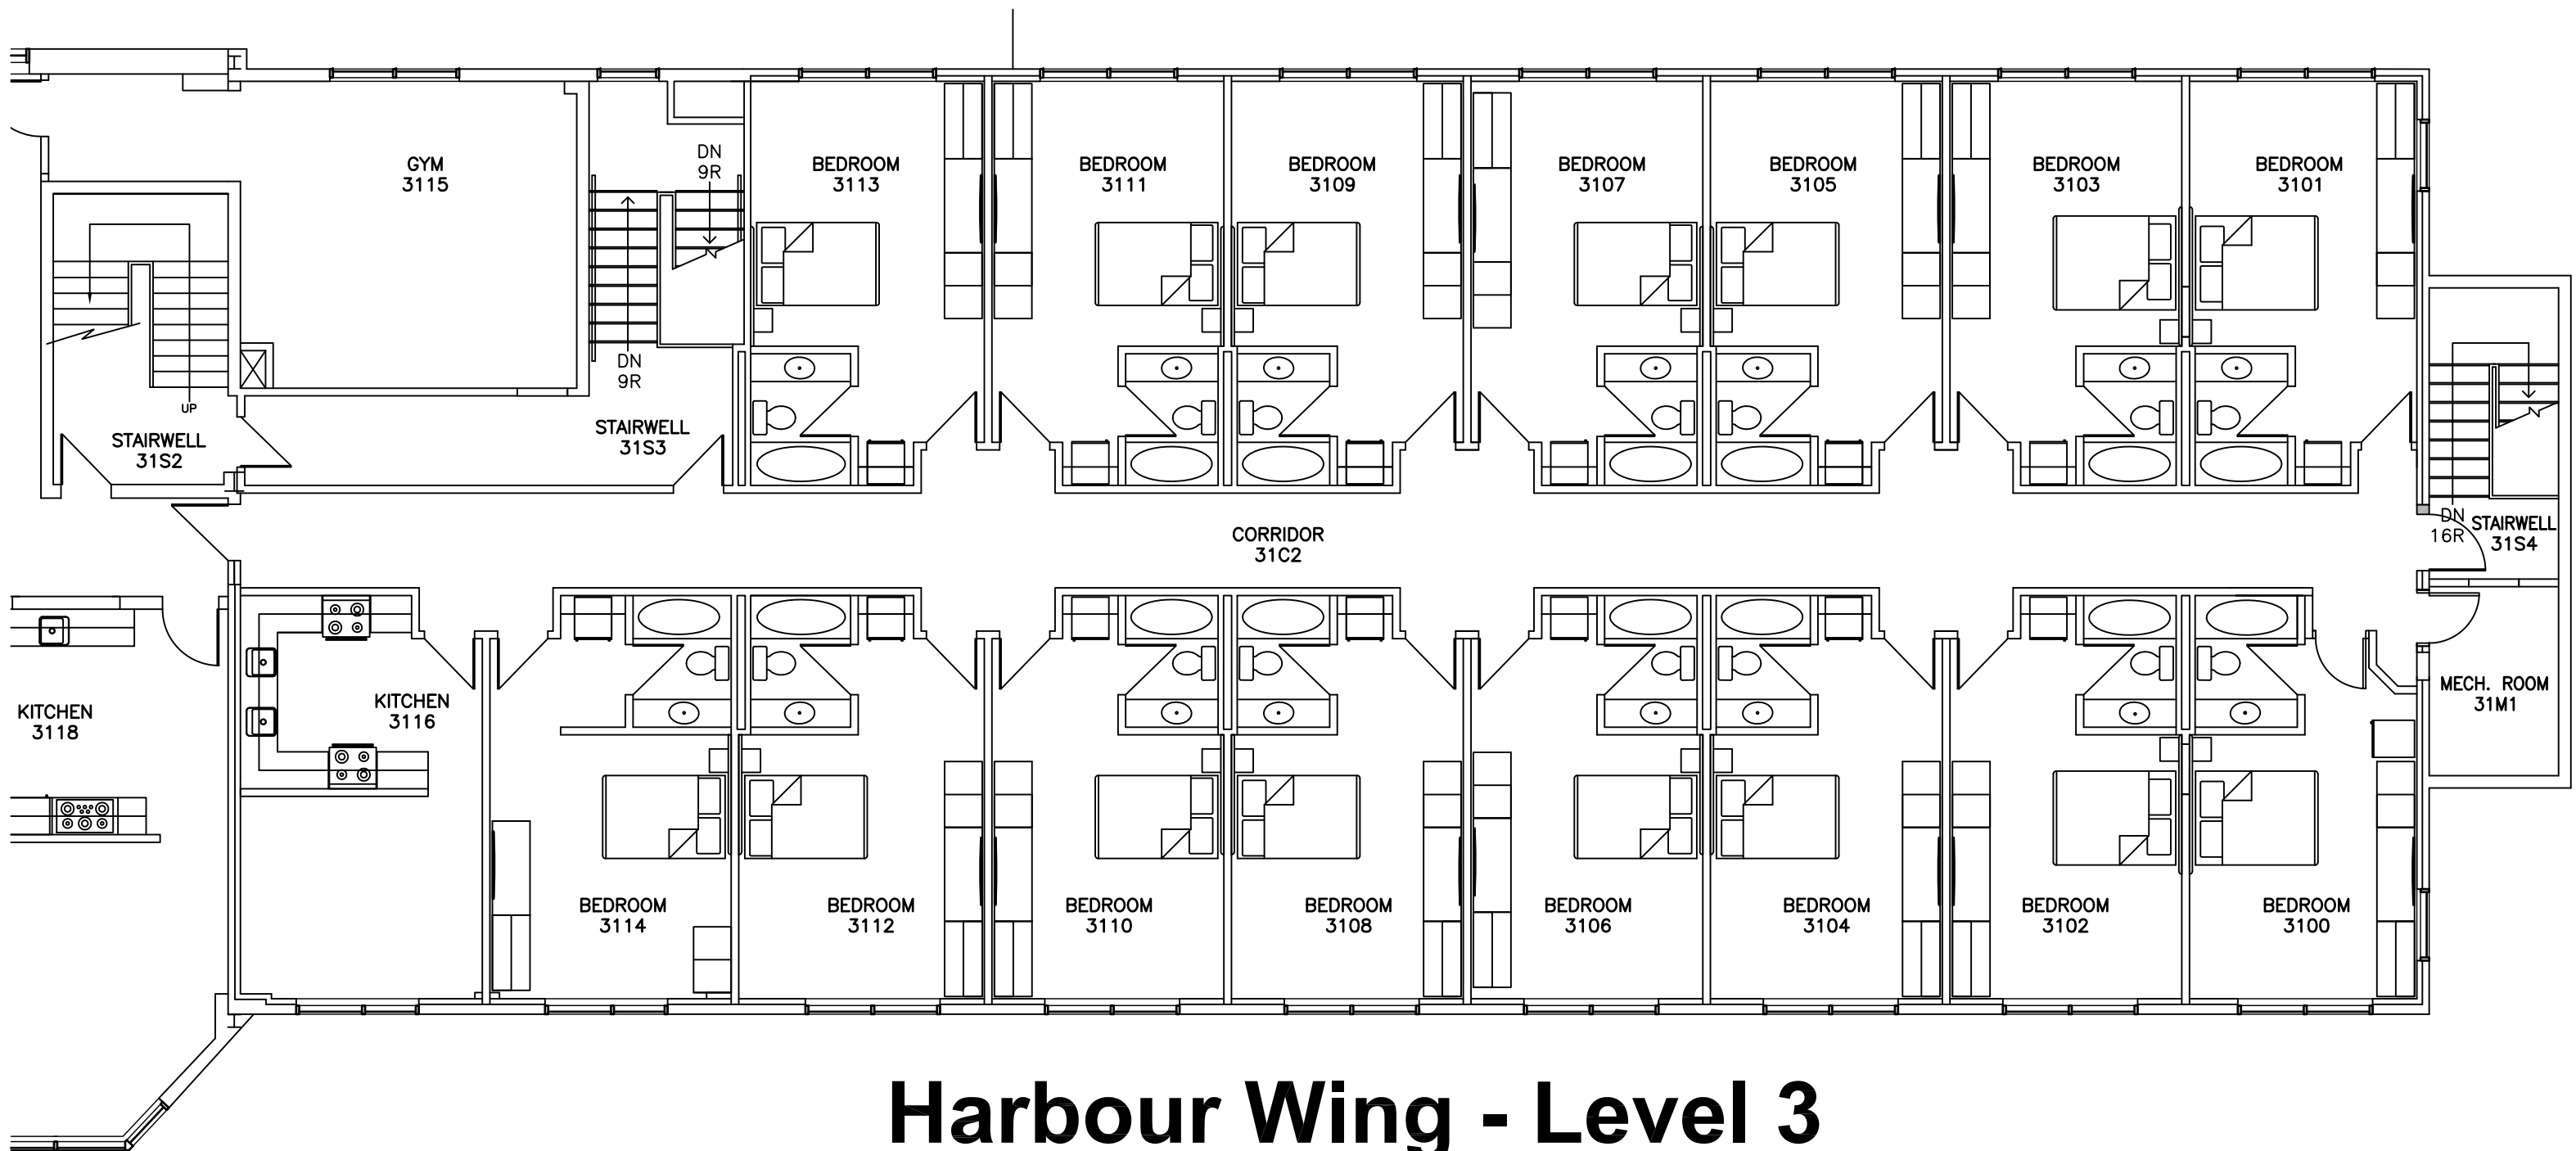 GYM
3115
DN
9R
BEDROOM
3113
BEDROOM
3111
BEDROOM
3109
BEDROOM
3107
BEDROOM
3105
BEDROOM
3103
BEDROOM
3101
DN
9R
UP
STAIRWELL
31S2
STAIRWELL
31S3
CORRIDOR
31C2
DN
16R
STAIRWELL
31S4
KITCHEN
3118
KITCHEN
3116
MECH. ROOM
31M1
BEDROOM
3114
BEDROOM
3112
BEDROOM
3110
BEDROOM
3108
BEDROOM
3106
BEDROOM
3104
BEDROOM
3102
BEDROOM
3100
Harbour Wing - Level 3